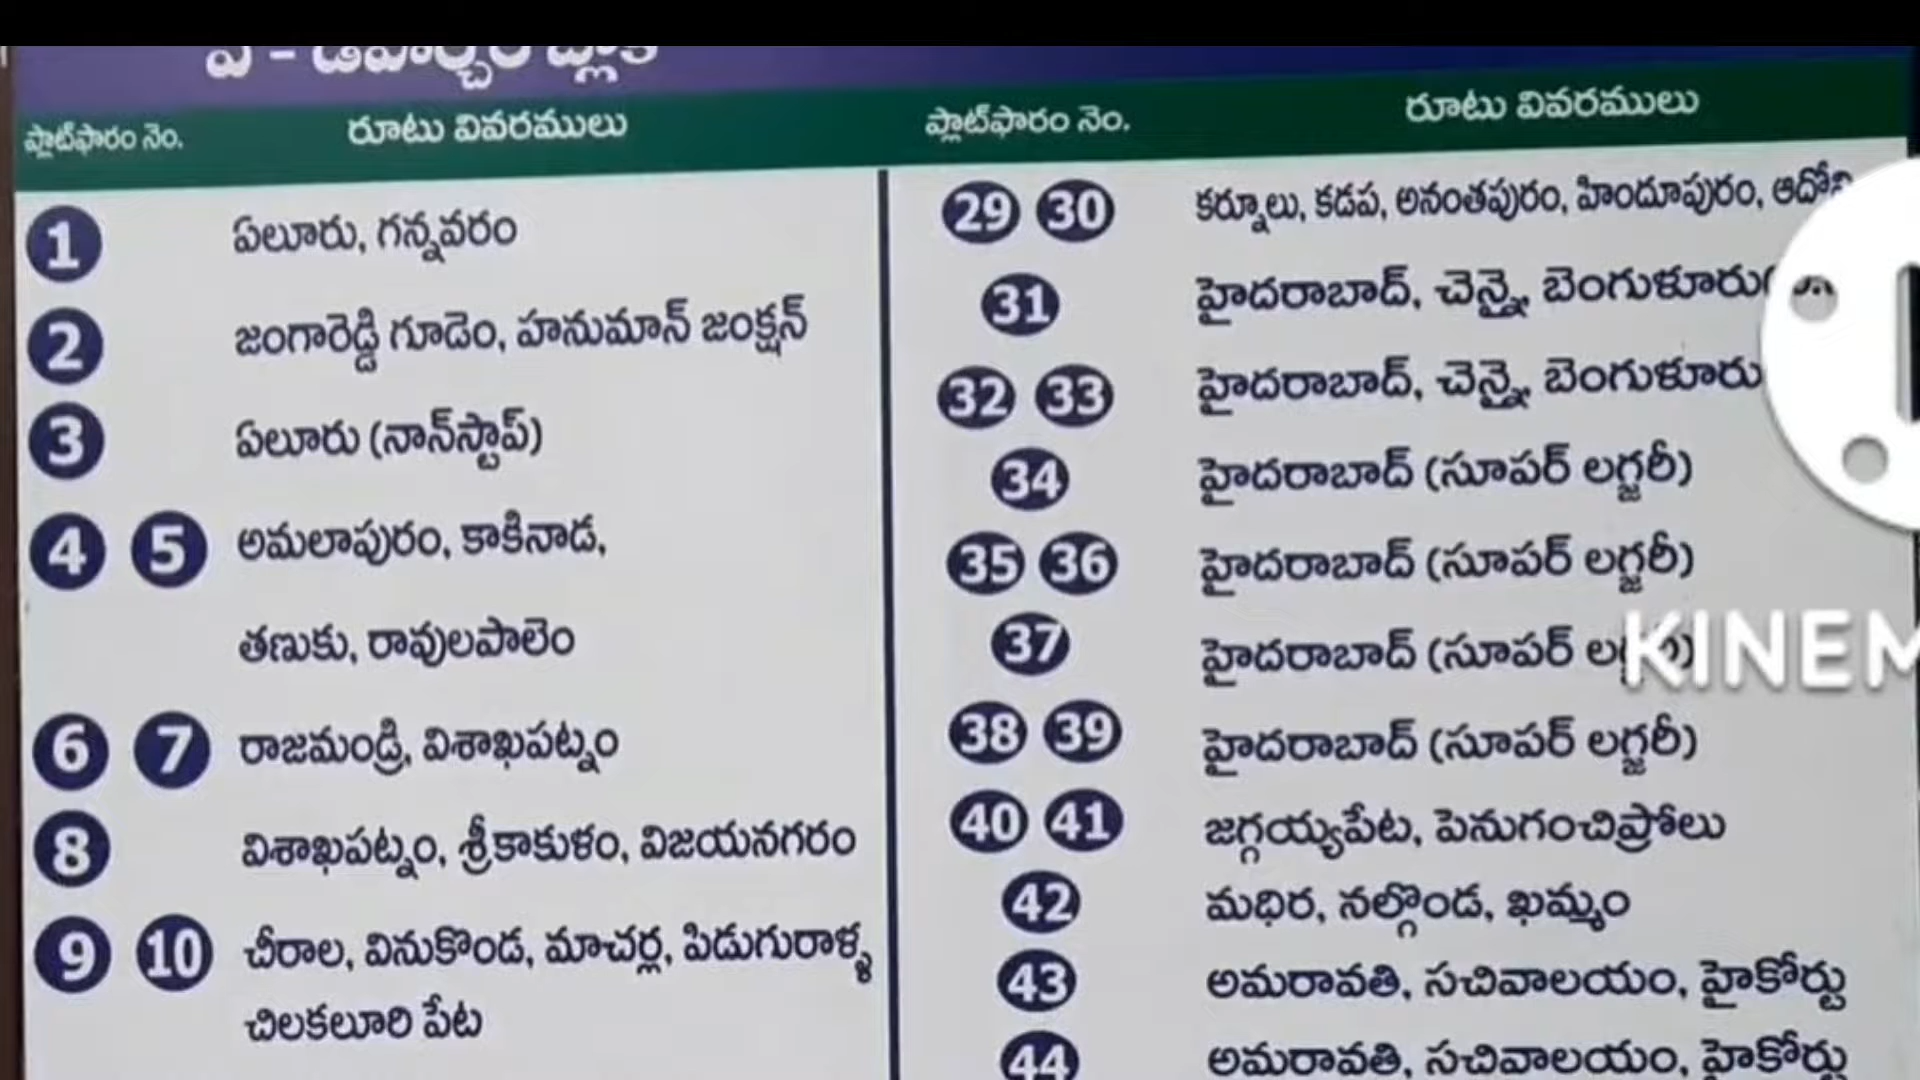 ప్లాట్‌ఫారం నెం. రూటు వివరములు
1 ఏలూరు, గన్నవరం
2 జంగారెడ్డి గూడెం, హనుమాన్ జంక్షన్
3 ఏలూరు (నాన్‌స్టాప్)
4 5 అమలాపురం, కాకినాడ,
తణుకు, రావులపాలెం
6 7 రాజమండ్రి, విశాఖపట్నం
8 విశాఖపట్నం, శ్రీకాకుళం, విజయనగరం
9 10 చీరాల, వినుకొండ, మాచర్ల, పిడుగురాళ్ళ
చిలకలూరి పేట
ప్లాట్‌ఫారం నెం. రూటు వివరములు
29 30 కర్నూలు, కడప, అనంతపురం, హిందూపురం,
31 హైదరాబాద్, చెన్నై, బెంగుళూరు
32 33 హైదరాబాద్, చెన్నై, బెంగుళూరు
34 హైదరాబాద్ (సూపర్ లగ్జరీ)
35 36 హైదరాబాద్ (సూపర్ లగ్జరీ)
37 హైదరాబాద్ (సూపర్
38 39 హైదరాబాద్ (సూపర్ లగ్జరీ)
40 41 జగ్గయ్యపేట, పెనుగంచిప్రోలు
42 మధిర, నల్గొండ, ఖమ్మం
43 అమరావతి, సచివాలయం, హైకోర్టు
44 అమరావతి, సచివాలయం, హైకోర్టు
KINEM